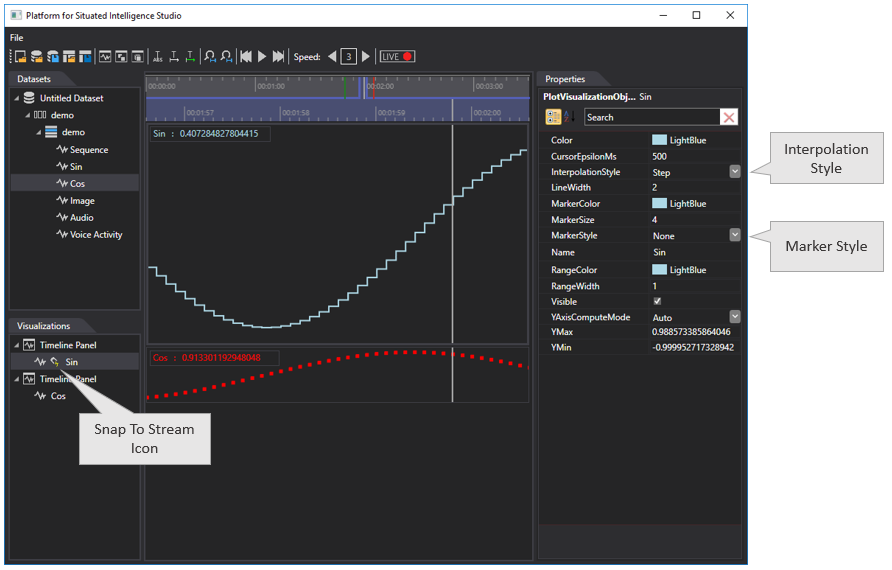 Platform for Situated Intelligence Studio
File
ABS
Speed: 3 LIVE
Datasets
Untitled Dataset
demo
demo
Sequence
Sin
Cos
Image
Audio
Voice Activity
Visualizations
Timeline Panel
Sin
Timeline Panel
Cos
Snap To Stream
Icon
00:00:00 00:01:00 00:02:00 00:03:00
00:01:57 00:01:58 00:01:59 00:02:00
Sin : 0.407284827804415
Cos : 0.913301192948048
Properties
PlotVisualizationObj... Sin
Search
Color LightBlue
CursorEpsilonMs 500
InterpolationStyle Step
LineWidth 2
MarkerColor LightBlue
MarkerSize 4
MarkerStyle None
Name Sin
RangeColor LightBlue
RangeWidth 1
Visible
YAxisComputeMode Auto
YMax 0.988573385864046
YMin -0.999952717328942
Interpolation
Style
Marker Style